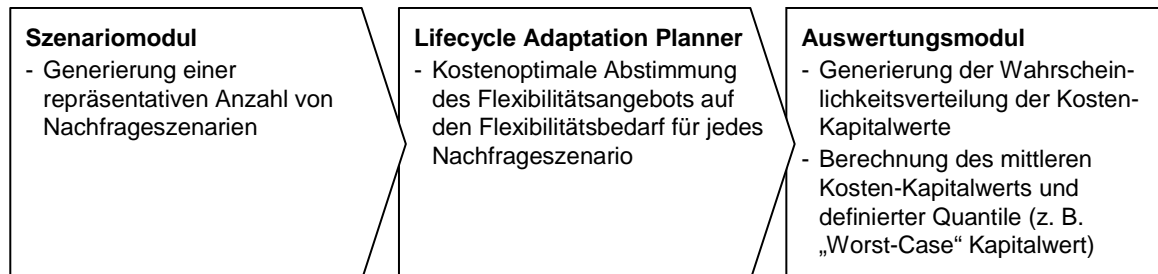 Szenariomodul
- Generierung einer
repräsentativen Anzahl von
Nachfrageszenarien
Lifecycle Adaptation Planner
- Kostenoptimale Abstimmung
des Flexibilitätsangebots auf
den Flexibilitätsbedarf für jedes
Nachfrageszenario
Auswertungsmodul
- Generierung der Wahrschein-
lichkeitsverteilung der Kosten-
Kapitalwerte
- Berechnung des mittleren
Kosten-Kapitalwerts und
definierter Quantile (z. B.
„Worst-Case“ Kapitalwert)